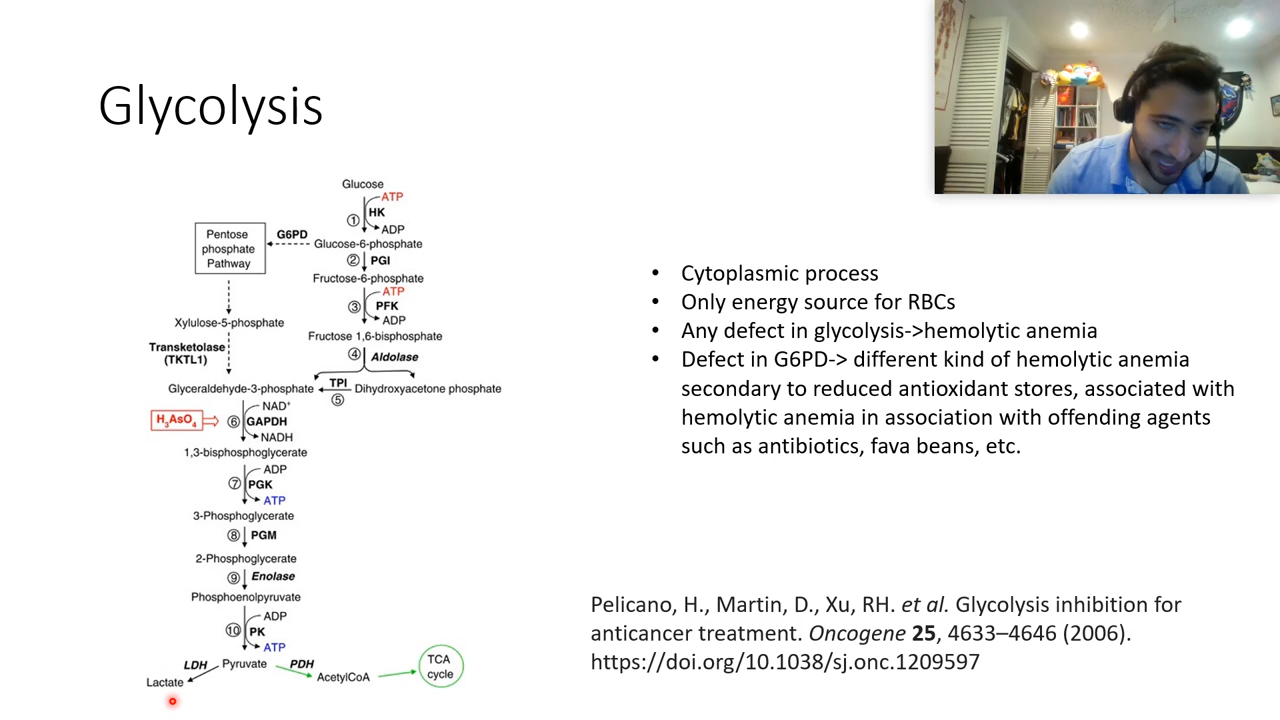 Glycolysis
Glucose
ATP
① HK
ADP
Pentose
phosphate
Pathway
G6PD
Glucose-6-phosphate
② PGI
Fructose-6-phosphate
ATP
③ PFK
ADP
Xylulose-5-phosphate
Fructose 1,6-bisphosphate
Transketolase
(TKTL1)
④ Aldolase
Glyceraldehyde-3-phosphate
TPI
⑤
Dihydroxyacetone phosphate
NAD⁺
H₃AsO₄
⑥ GAPDH
NADH
1,3-bisphosphoglycerate
ADP
⑦ PGK
ATP
3-Phosphoglycerate
⑧ PGM
2-Phosphoglycerate
⑨ Enolase
Phosphoenolpyruvate
ADP
⑩ PK
ATP
LDH Pyruvate PDH
Lactate
AcetylCoA
TCA
cycle
• Cytoplasmic process
• Only energy source for RBCs
• Any defect in glycolysis->hemolytic anemia
• Defect in G6PD-> different kind of hemolytic anemia
secondary to reduced antioxidant stores, associated with
hemolytic anemia in association with offending agents
such as antibiotics, fava beans, etc.
Pelicano, H., Martin, D., Xu, RH. et al. Glycolysis inhibition for
anticancer treatment. Oncogene 25, 4633–4646 (2006).
https://doi.org/10.1038/sj.onc.1209597